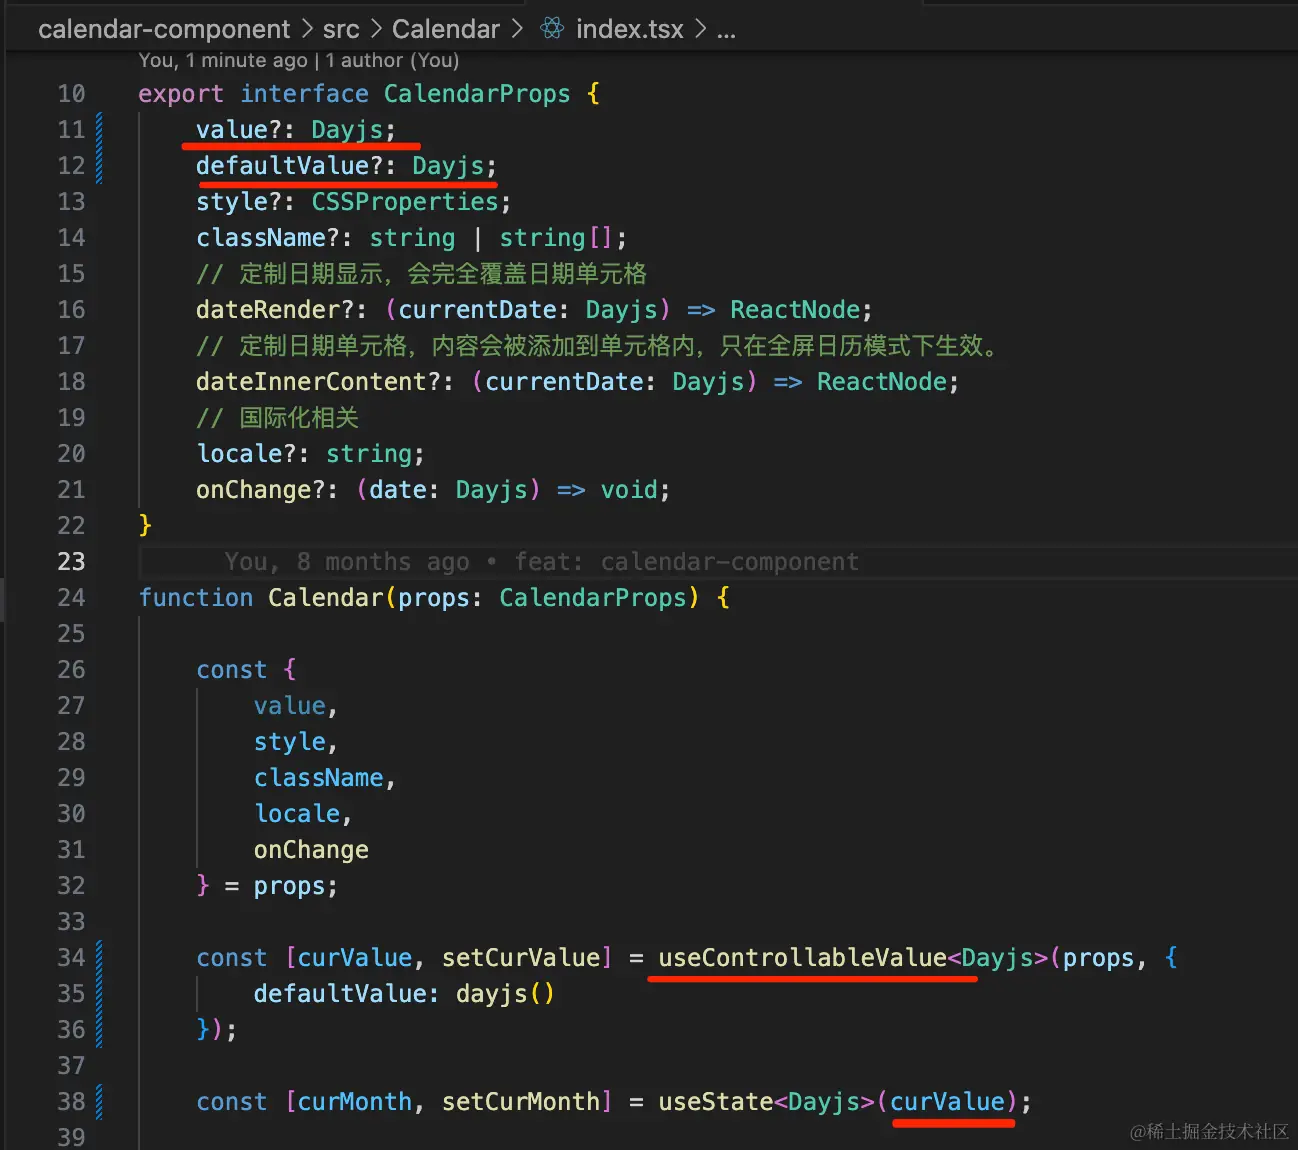 calendar-component > src > Calendar > index.tsx > ...
You, 1 minute ago | 1 author (You)
10 export interface CalendarProps {
11 value?: Dayjs;
12 defaultValue?: Dayjs;
13 style?: CSSProperties;
14 className?: string | string[];
15 // 定制日期显示，会完全覆盖日期单元格
16 dateRender?: (currentDate: Dayjs) => ReactNode;
17 // 定制日期单元格，内容会被添加到单元格内，只在全屏日历模式下生效。
18 dateInnerContent?: (currentDate: Dayjs) => ReactNode;
19 // 国际化相关
20 locale?: string;
21 onChange?: (date: Dayjs) => void;
22 }
23 You, 8 months ago • feat: calendar-component
24 function Calendar(props: CalendarProps) {
25
26 const {
27 value,
28 style,
29 className,
30 locale,
31 onChange
32 } = props;
33
34 const [curValue, setCurValue] = useControllableValue<Dayjs>(props, {
35 defaultValue: dayjs()
36 });
37
38 const [curMonth, setCurMonth] = useState<Dayjs>(curValue);
39
@稀土掘金技术社区